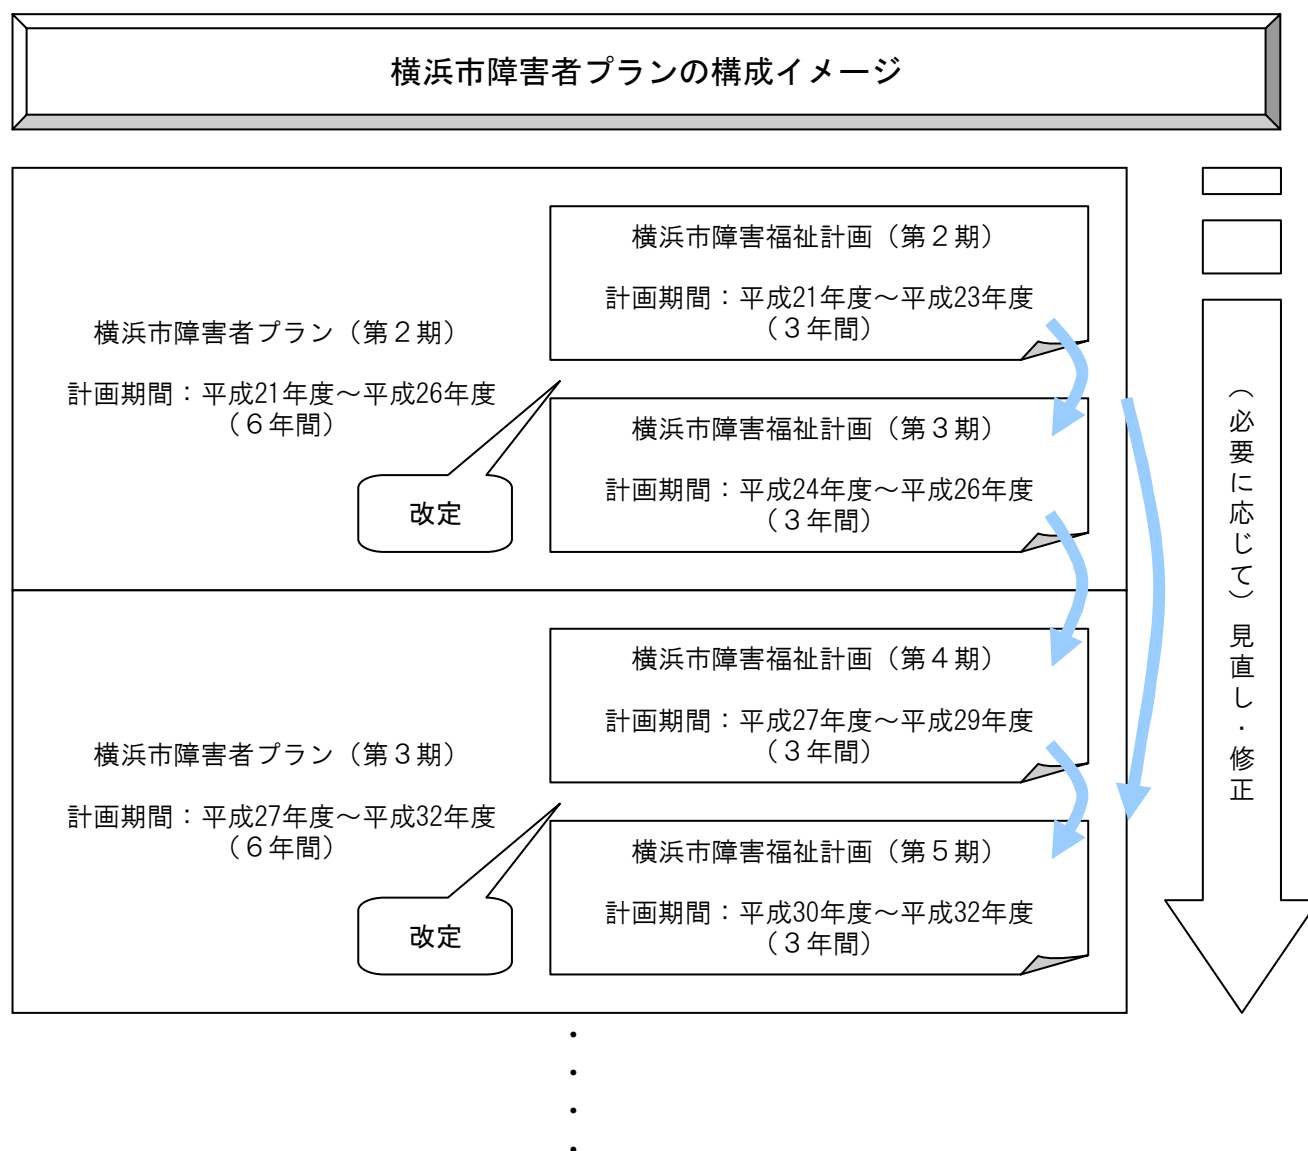 横浜市障害者プランの構成イメージ
横浜市障害者プラン（第２期）
計画期間：平成21年度～平成26年度
（６年間）
横浜市障害福祉計画（第２期）
計画期間：平成21年度～平成23年度
（３年間）
改定
横浜市障害福祉計画（第３期）
計画期間：平成24年度～平成26年度
（３年間）
横浜市障害者プラン（第３期）
計画期間：平成27年度～平成32年度
（６年間）
横浜市障害福祉計画（第４期）
計画期間：平成27年度～平成29年度
（３年間）
改定
横浜市障害福祉計画（第５期）
計画期間：平成30年度～平成32年度
（３年間）
（必要に応じて）見直し・修正
・
・
・
・